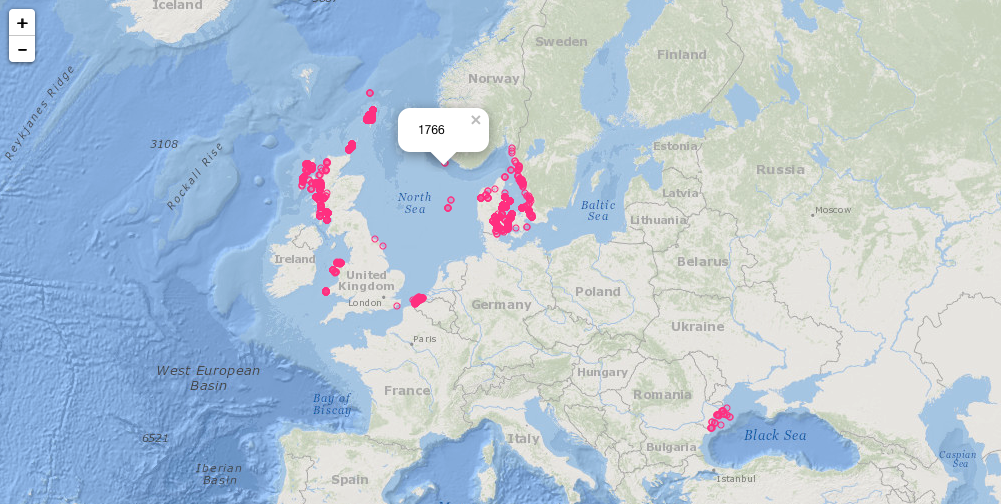 Iceland
+
−
Sweden
Finland
Norway
Reykjanes Ridge
1766
×
3108
Rockall Rise
Estonia
Russia
North
Sea
Baltic
Sea
Latvia
Moscow
Lithuania
Ireland
United
Kingdom
Belarus
London
Germany
Poland
Ukraine
Paris
West European
Basin
Hungary
France
Romania
Bay of
Biscay
6521
Italy
Black Sea
Bulgaria
Caspian
Sea
Iberian
Basin
Spain
Istanbul